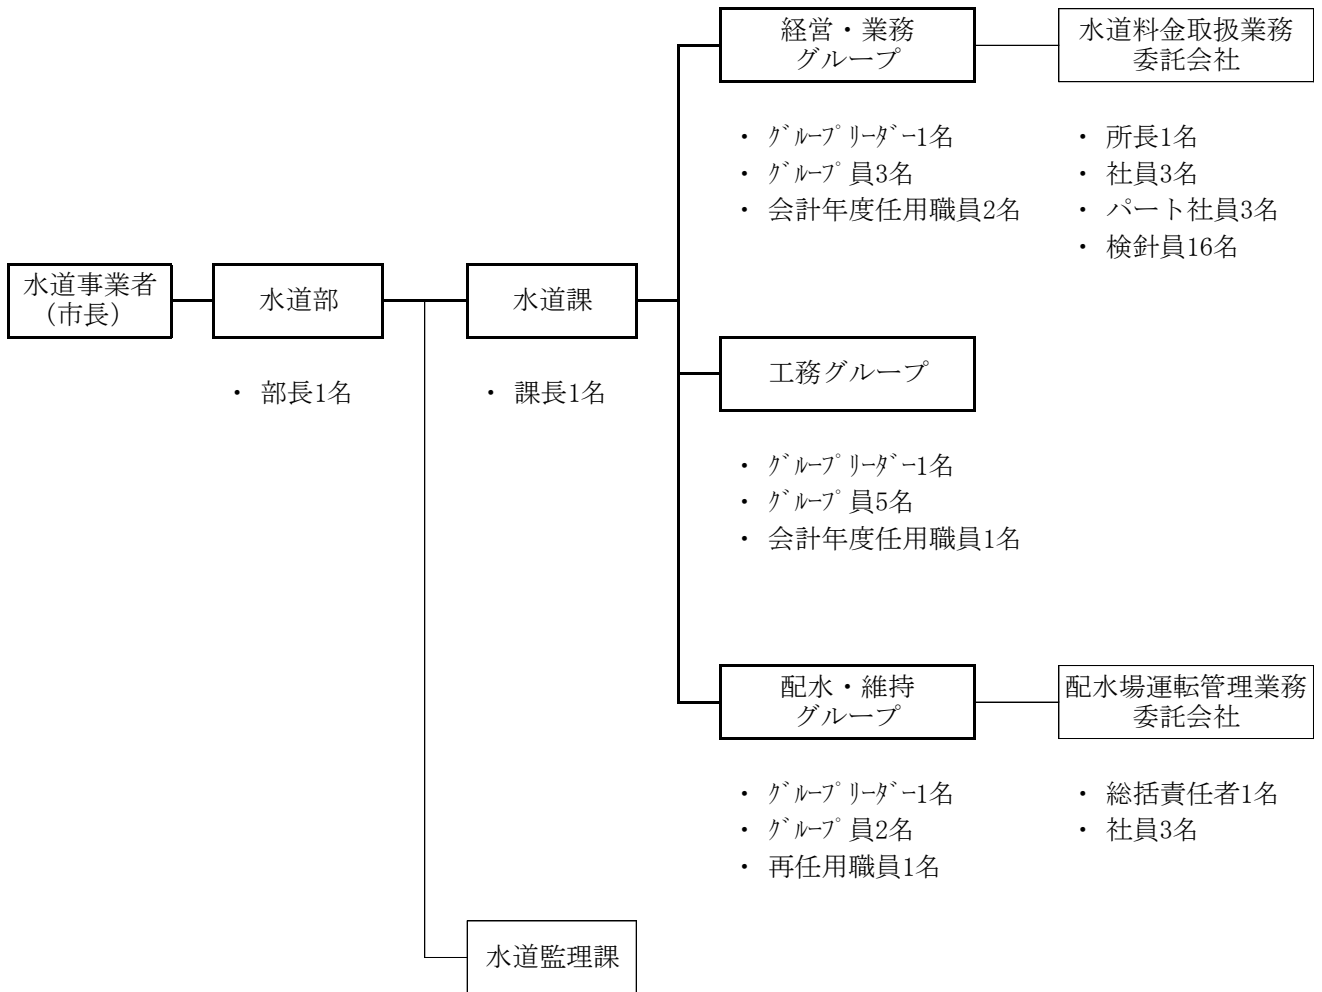 経営・業務
グループ
水道料金取扱業務
委託会社
・ ｸﾞﾙｰﾌﾟﾘｰﾀﾞｰ1名
・ ｸﾞﾙｰﾌﾟ員3名
・ 会計年度任用職員2名
・ 所長1名
・ 社員3名
・ パート社員3名
・ 検針員16名
水道事業者
（市長）
水道部
水道課
・ 部長1名
・ 課長1名
工務グループ
・ ｸﾞﾙｰﾌﾟﾘｰﾀﾞｰ1名
・ ｸﾞﾙｰﾌﾟ員5名
・ 会計年度任用職員1名
配水・維持
グループ
配水場運転管理業務
委託会社
・ ｸﾞﾙｰﾌﾟﾘｰﾀﾞｰ1名
・ ｸﾞﾙｰﾌﾟ員2名
・ 再任用職員1名
・ 総括責任者1名
・ 社員3名
水道監理課